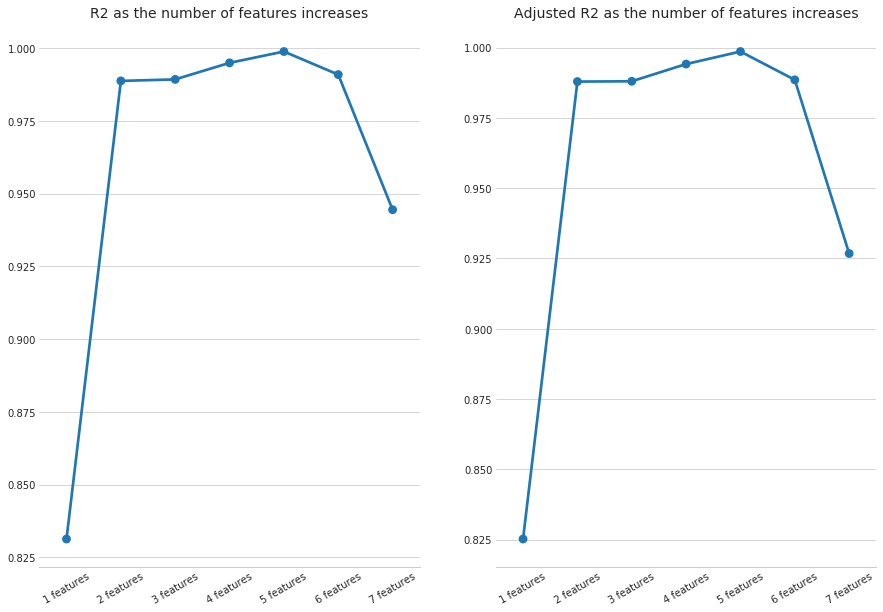 R2 as the number of features increases
1.000
0.975
0.950
0.925
0.900
0.875
0.850
0.825
1 features
2 features
3 features
4 features
5 features
6 features
7 features
Adjusted R2 as the number of features increases
1.000
0.975
0.950
0.925
0.900
0.875
0.850
0.825
1 features
2 features
3 features
4 features
5 features
6 features
7 features